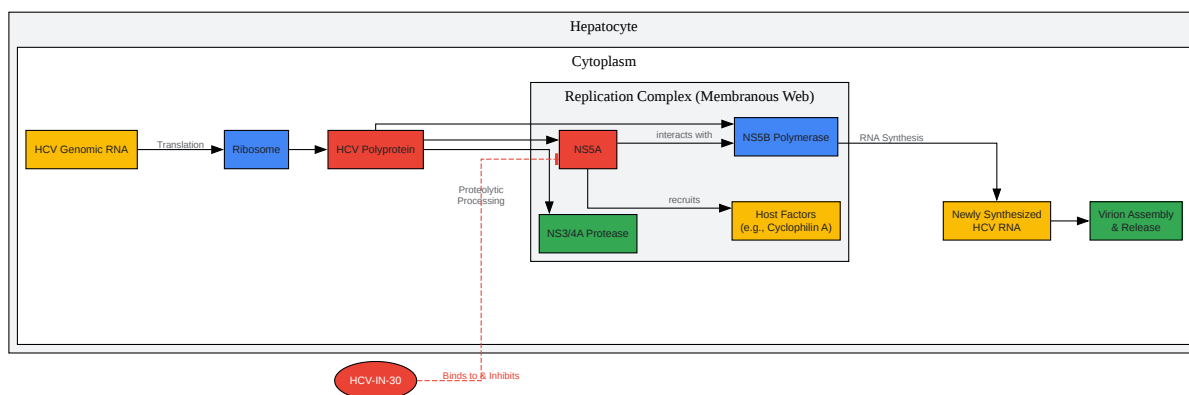 Hepatocyte
Cytoplasm
Replication Complex (Membranous Web)
HCV Genomic RNA
Translation
Ribosome
HCV Polyprotein
NS5A
interacts with
NS5B Polymerase
RNA Synthesis
Proteolytic
Processing
recruits
NS3/4A Protease
Host Factors
(e.g., Cyclophilin A)
Newly Synthesized
HCV RNA
Virion Assembly
& Release
HCV-IN-30
Binds to & Inhibits